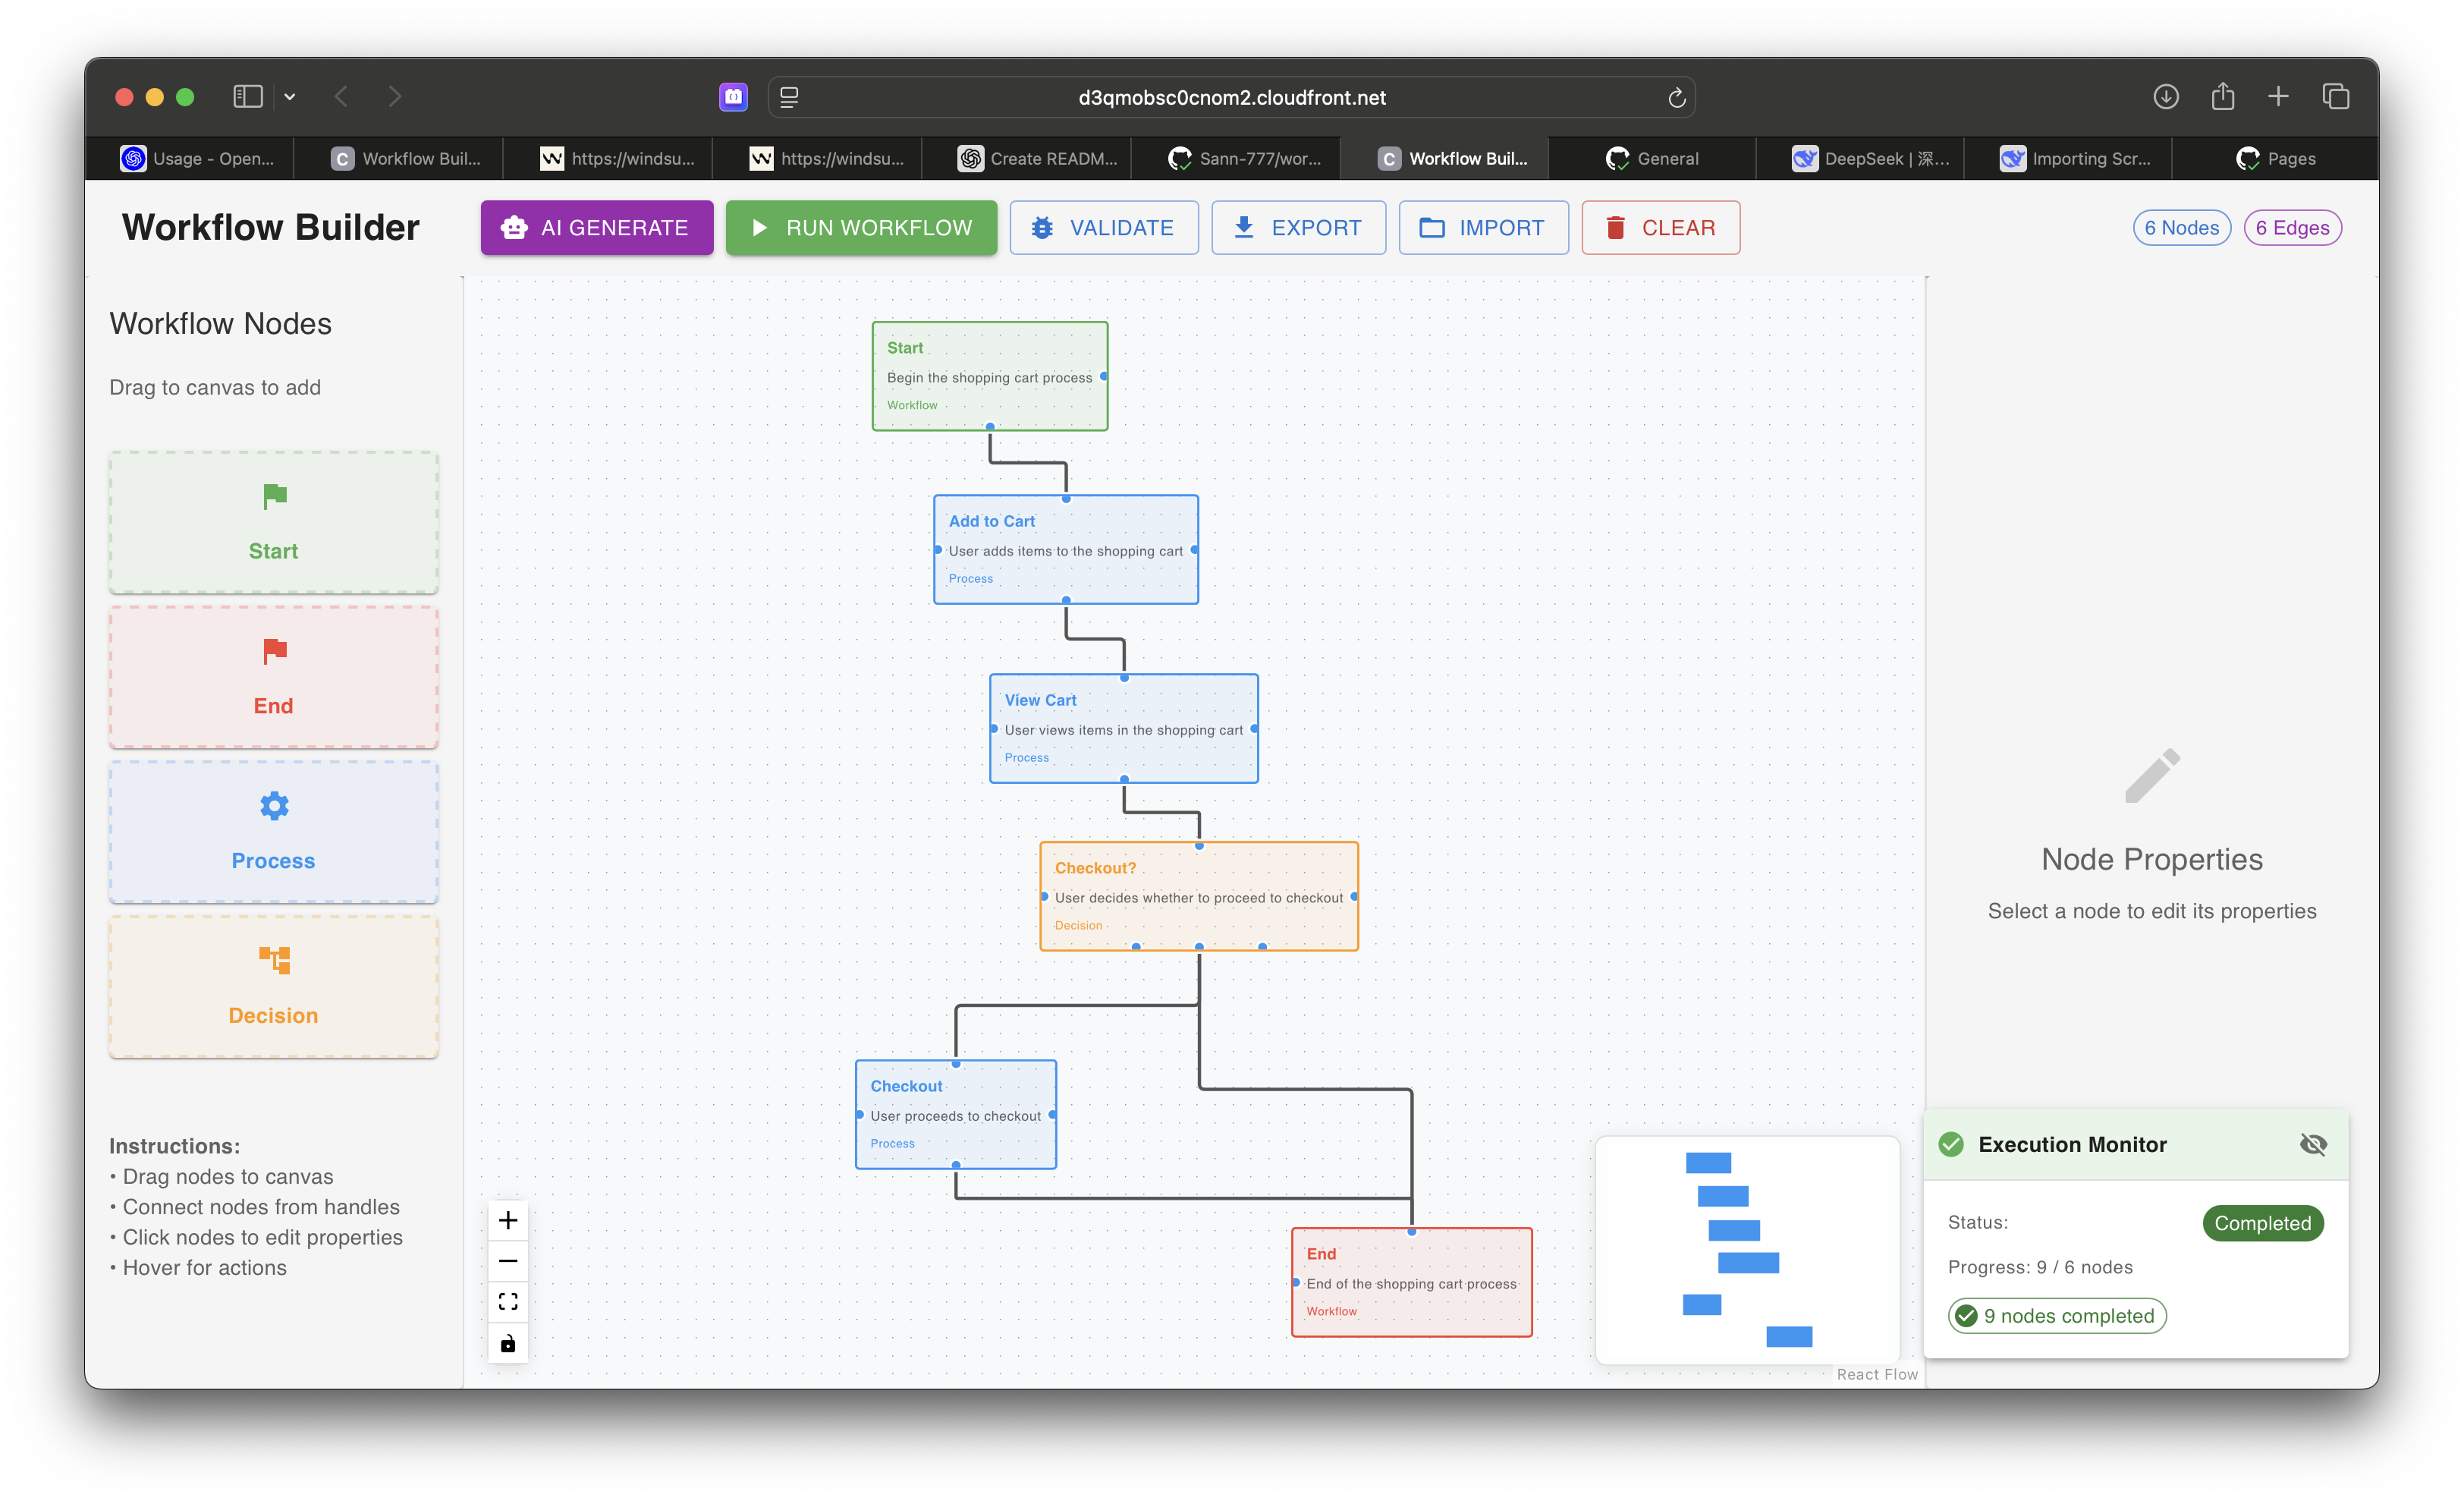 d3qmobsc0cnom2.cloudfront.net
Usage - Open...
C Workflow Buil...
https://windsu...
https://windsu...
Create READM...
Sann-777/wor...
C Workflow Buil...
General
DeepSeek | 深...
Importing Scr...
Pages
Workflow Builder
AI GENERATE
RUN WORKFLOW
VALIDATE
EXPORT
IMPORT
CLEAR
6 Nodes
6 Edges
Workflow Nodes
Drag to canvas to add
Start
End
Process
Decision
Instructions:
• Drag nodes to canvas
• Connect nodes from handles
• Click nodes to edit properties
• Hover for actions
Start
Begin the shopping cart process
Workflow
Add to Cart
User adds items to the shopping cart
Process
View Cart
User views items in the shopping cart
Process
Checkout?
User decides whether to proceed to checkout
Decision
Checkout
User proceeds to checkout
Process
End
End of the shopping cart process
Workflow
React Flow
Node Properties
Select a node to edit its properties
Execution Monitor
Status:
Completed
Progress: 9 / 6 nodes
9 nodes completed